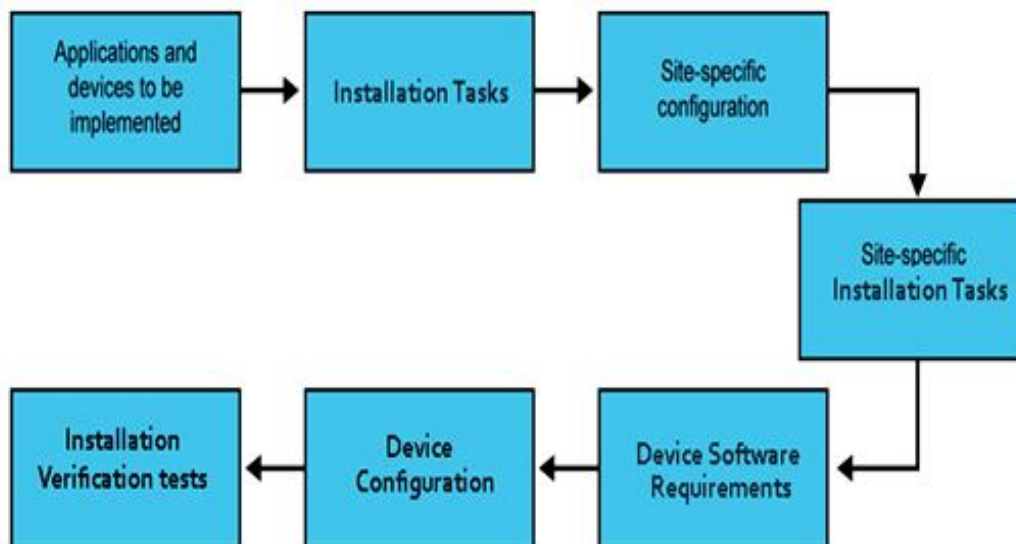 Applications and
devices to be
implemented
Installation Tasks
Site-specific
configuration
Site-specific
Installation Tasks
Device Software
Requirements
Device
Configuration
Installation
Verification tests